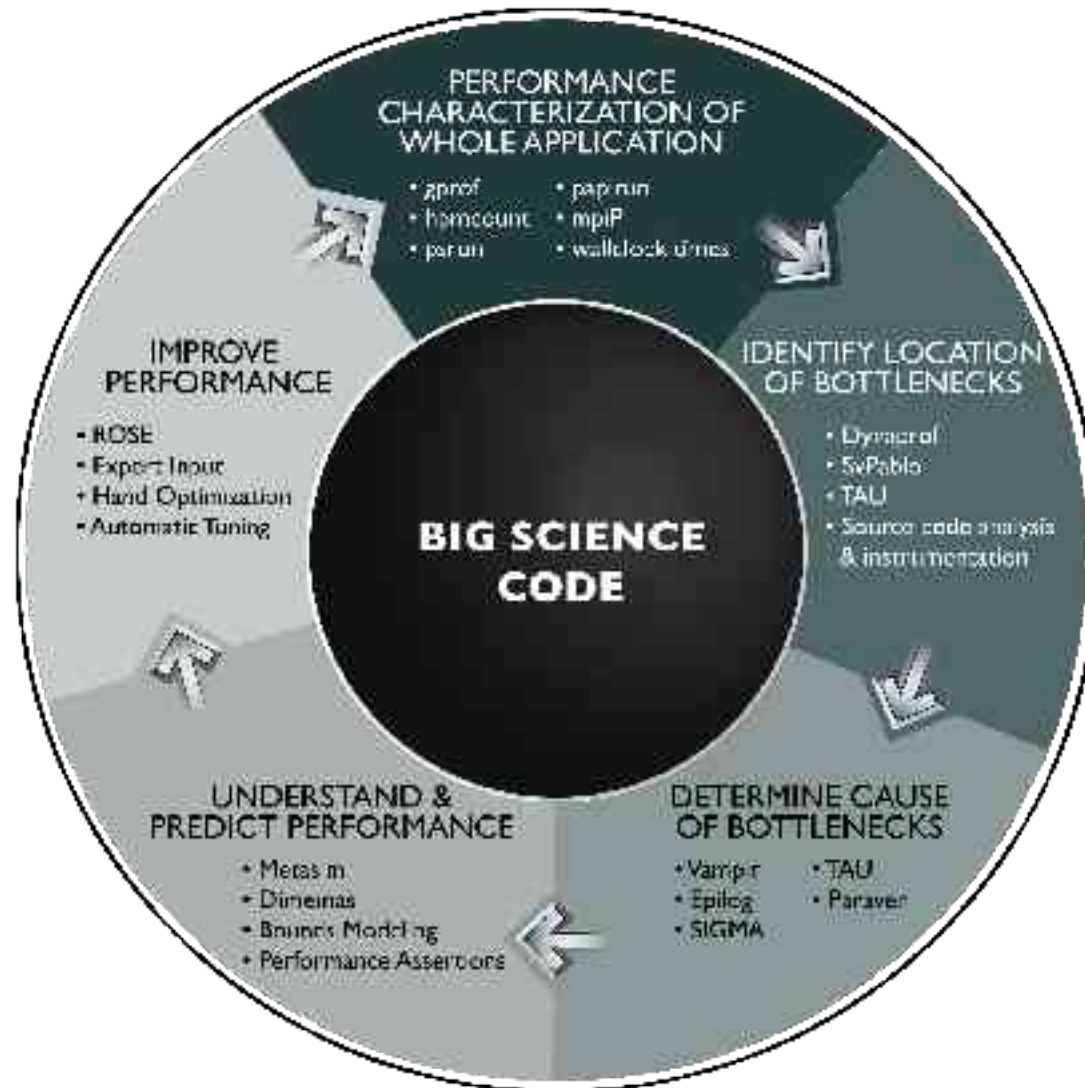 PERFORMANCE
CHARACTERIZATION OF
WHOLE APPLICATION
• gprof
• hpmcount
• psrun
• papirun
• mpiP
• wallclock times
IDENTIFY LOCATION
OF BOTTLENECKS
• Dynaprof
• SvPablo
• TAU
• Source code analysis
& instrumentation
DETERMINE CAUSE
OF BOTTLENECKS
• Vampir
• Epilog
• SIGMA
• TAU
• Paraver
UNDERSTAND &
PREDICT PERFORMANCE
• Metasim
• Dimemas
• Bounds Modeling
• Performance Assertions
IMPROVE
PERFORMANCE
• ROSE
• Expert Input
• Hand Optimization
• Automatic Tuning
BIG SCIENCE
CODE